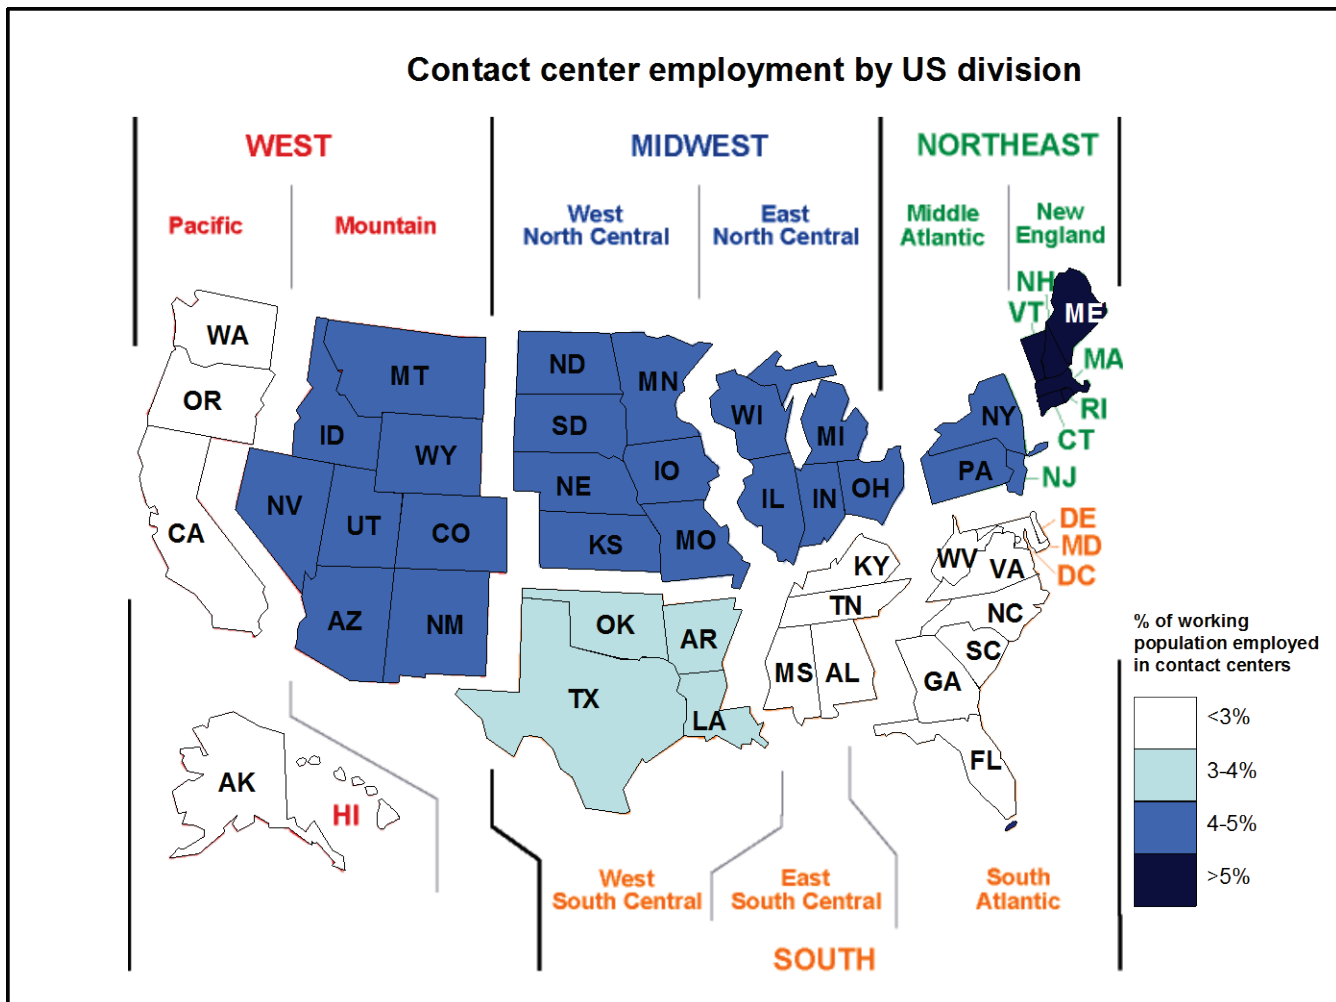 Contact center employment by US division
WEST
MIDWEST
NORTHEAST
Pacific
Mountain
West
North Central
East
North Central
Middle
Atlantic
New
England
NH
VT
ME
MA
RI
CT
NJ
NY
PA
WA
OR
CA
MT
ID
WY
NV
UT
CO
AZ
NM
ND
MN
SD
NE
IO
KS
MO
WI
MI
IL
IN
OH
DE
MD
DC
WV
VA
KY
TN
NC
SC
MS
AL
GA
FL
OK
AR
TX
LA
AK
HI
% of working
population employed
in contact centers
<3%
3-4%
4-5%
>5%
West
South Central
East
South Central
South
Atlantic
SOUTH